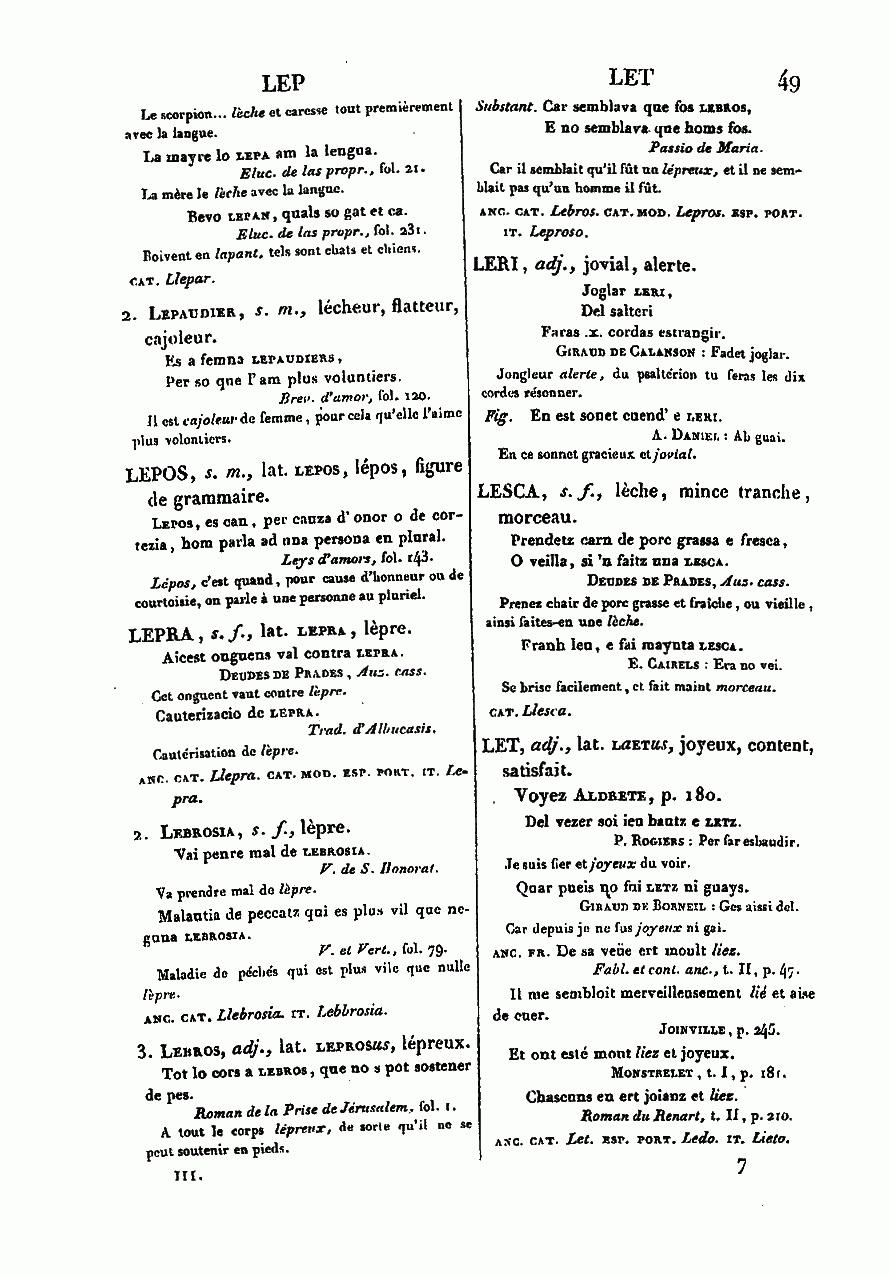 LEP
LET
49
Le scorpion... lèche et caresse tout premièrement
avec la langue.
La mayre lo LEPA am la lengua.
Eluc. de las propr., fol. 21.
La mère le lèche avec la langue.
Bevo LEPAN, quals so gat et ca.
Eluc. de las propr., fol. 231.
Boivent en lapant, tels sont chats et chiens.
CAT. Llepar.
2. LEPAUDIER, s. m., lécheur, flatteur,
cajoleur.
Es a femna LEPAUDIERS,
Per so que l'am plus voluntiers.
Brev. d'amor, fol. 120.
Il est cajoleur de femme, pour cela qu'elle l'aime
plus volontiers.
LEPOS, s. m., lat. LEPOS, lépos, figure
de grammaire.
LEPOS, es can, per cauza d'onor o de cor-
tezia, hom parla ad una persona en plural.
Leys d'amors, fol. 143.
Lépos, c'est quand, pour cause d'honneur ou de
courtoisie, on parle à une personne au pluriel.
LEPRA, s. f., lat. LEPRA, lèpre.
Aicest onguens val contra LEPRA.
DEUDES DE PRADES, Auz. cass.
Cet onguent vaut contre lèpre.
Cauterizacio de LEPRA.
Trad. d'Albucasis.
Cautérisation de lèpre.
ANC. CAT. Llepra. CAT. MOD. ESP. PORT. IT. Le-
pra.
2. LEBROSIA, s. f., lèpre.
Vai penre mal de LEBROSIA.
V. de S. Honorat.
Va prendre mal de lèpre.
Malautia de peccatz qui es plus vil que ne-
guna LEBROSIA.
V. et Vert., fol. 79.
Maladie de péchés qui est plus vile que nulle
lèpre.
ANC. CAT. Llebrosia. IT. Lebbrosia.
3. LEBROS, adj., lat. LEPROSUS, lépreux.
Tot lo cors a LEBROS, que no s pot sostener
de pes.
Roman de la Prise de Jérusalem, fol. 1.
A tout le corps lépreux, de sorte qu'il ne se
peut soutenir en pieds.
III.
Substant. Car semblava que fos LEBROS,
E no semblava que homs fos.
Passio de Maria.
Car il semblait qu'il fût un lépreux, et il ne sem-
blait pas qu'un homme il fût.
ANC. CAT. Lebros. CAT. MOD. Lepros. ESP. PORT.
IT. Leproso.
LERI, adj., jovial, alerte.
Joglar LERI,
Del salteri
Faras .x. cordas estrangir.
GIRAUD DE CALANSON : Fadet joglar.
Jongleur alerte, du psaltérion tu feras les dix
cordes résonner.
Fig. En est sonet cuend' e LERI.
A. DANIEL : Ab guai.
En ce sonnet gracieux et jovial.
LESCA, s. f., lèche, mince tranche,
morceau.
Prendetz carn de porc grassa e fresca,
O veilla, si 'n faitz una LESCA.
DEUDES DE PRADES, Auz. cass.
Prenez chair de porc grasse et fraîche, ou vieille,
ainsi faites-en une lèche.
Franh leu, e fai maynta LESCA.
E. CAIRELS : Era no vei.
Se brise facilement, et fait maint morceau.
CAT. Llesca.
LET, adj., lat. LAETUS, joyeux, content,
satisfait.
Voyez ALDRETE, p. 180.
Del vezer soi ieu bautz e LETZ.
P. ROGIERS : Per far esbaudir.
Je suis fier et joyeux du voir.
Quar pueis no fui LETZ ni guays.
GIRAUD DE BORNEIL : Ges aissi del.
Car depuis je ne fus joyeux ni gai.
ANC. FR. De sa veüe ert moult liez.
Fabl. et cont. anc., t. II, p. 47.
Il me sembloit merveilleusement lié et aise
de cuer.
JOINVILLE, p. 245.
Et ont esté mont liez et joyeux.
MONSTRELET, t. I, p. 181.
Chascuns en ert joianz et liez.
Roman du Renart, t. II, p. 210.
ANC. CAT. Let. ESP. PORT. Ledo. IT. Lieto.
7